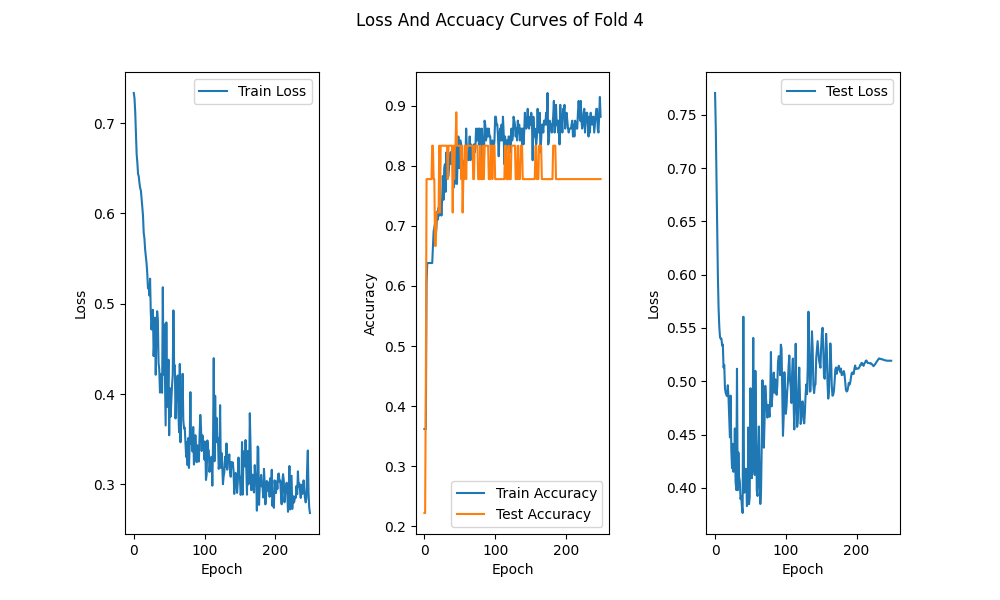 Loss And Accuacy Curves of Fold 4
Train Loss
0.7
0.6
0.5
0.4
0.3
Loss
0
100
200
Epoch
0.9
0.8
0.7
0.6
0.5
0.4
0.3
0.2
Accuracy
Train Accuracy
Test Accuracy
0
100
200
Epoch
Test Loss
0.75
0.70
0.65
0.60
0.55
0.50
0.45
0.40
Loss
0
100
200
Epoch